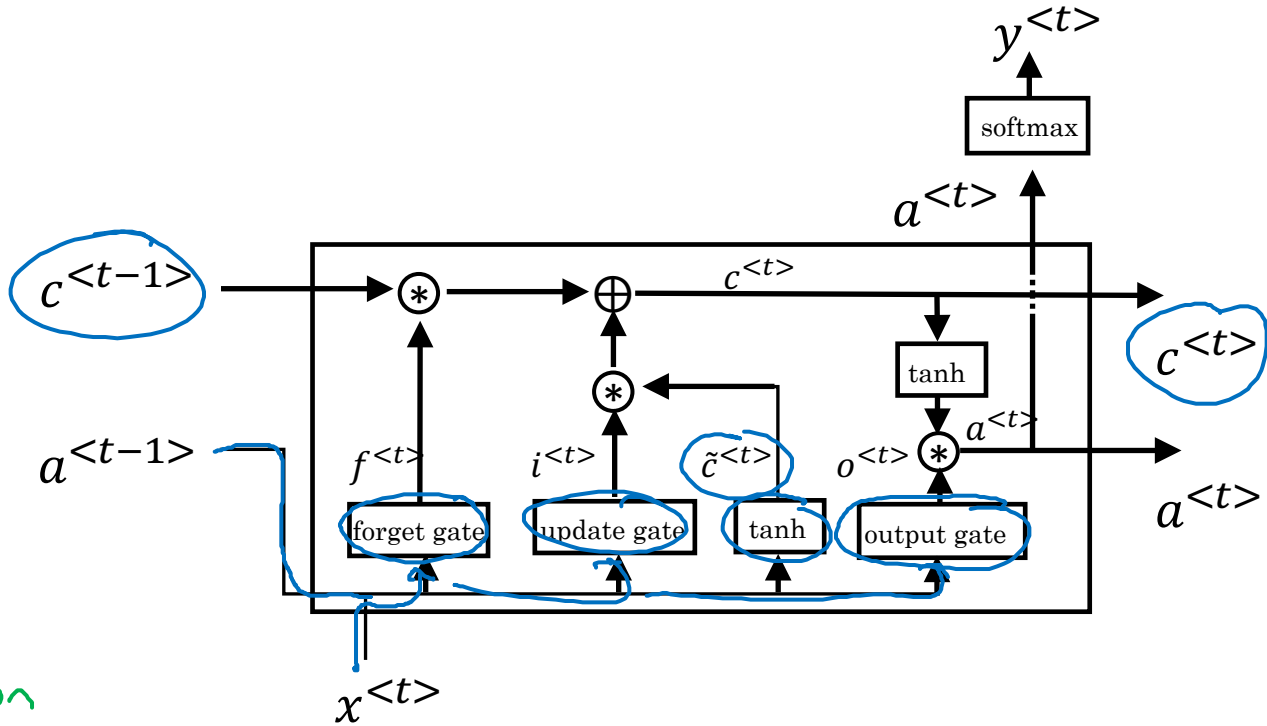 y<t>
softmax
a<t>
c<t-1>
*
⊕
c<t>
c<t>
tanh
*
a<t-1>
f<t>
i<t>
c̃<t>
o<t>
*
a<t>
a<t>
forget gate
update gate
tanh
output gate
x<t>